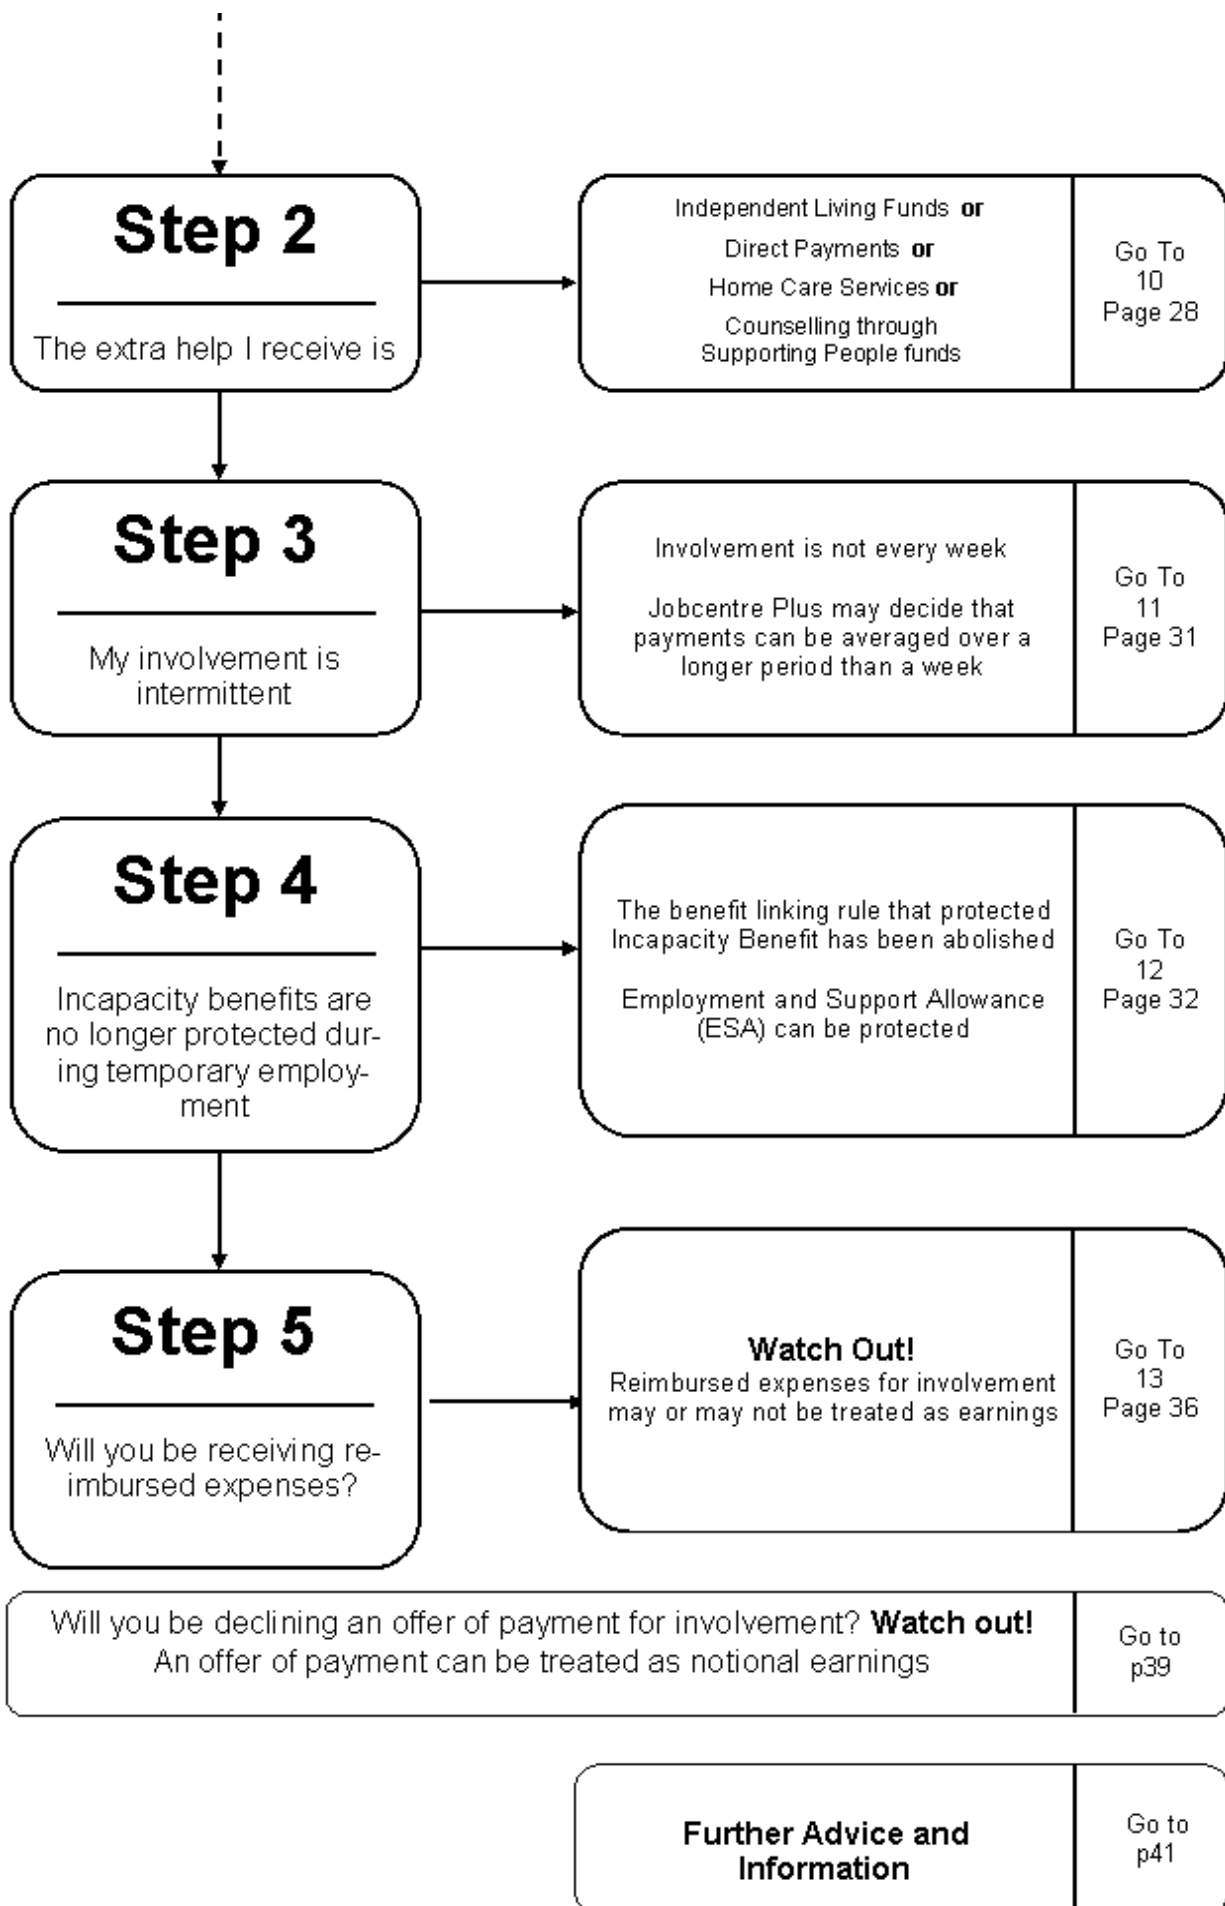 Step 2
The extra help I receive is
Independent Living Funds or
Direct Payments or
Home Care Services or
Counselling through
Supporting People funds
Go To
10
Page 28
Step 3
My involvement is
intermittent
Involvement is not every week
Jobcentre Plus may decide that
payments can be averaged over a
longer period than a week
Go To
11
Page 31
Step 4
Incapacity benefits are
no longer protected dur-
ing temporary employ-
ment
The benefit linking rule that protected
Incapacity Benefit has been abolished
Employment and Support Allowance
(ESA) can be protected
Go To
12
Page 32
Step 5
Will you be receiving re-
imbursed expenses?
Watch Out!
Reimbursed expenses for involvement
may or may not be treated as earnings
Go To
13
Page 36
Will you be declining an offer of payment for involvement? Watch out!
An offer of payment can be treated as notional earnings
Go to
p39
Further Advice and
Information
Go to
p41